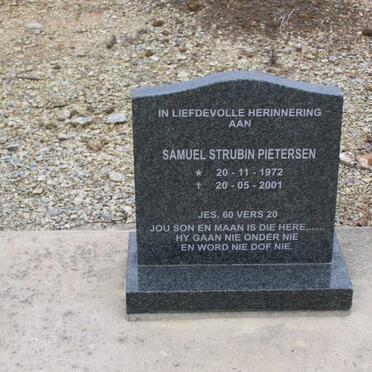 IN LIEFDEVOLLE HERINNERING
AAN
SAMUEL STRUBIN PIETERSEN
★ 20 - 11 - 1972
✝ 20 - 05 - 2001
JES. 60 VERS 20
JOU SON EN MAAN IS DIE HERE,......
HY GAAN NIE ONDER NIE
EN WORD NIE DOF NIE.